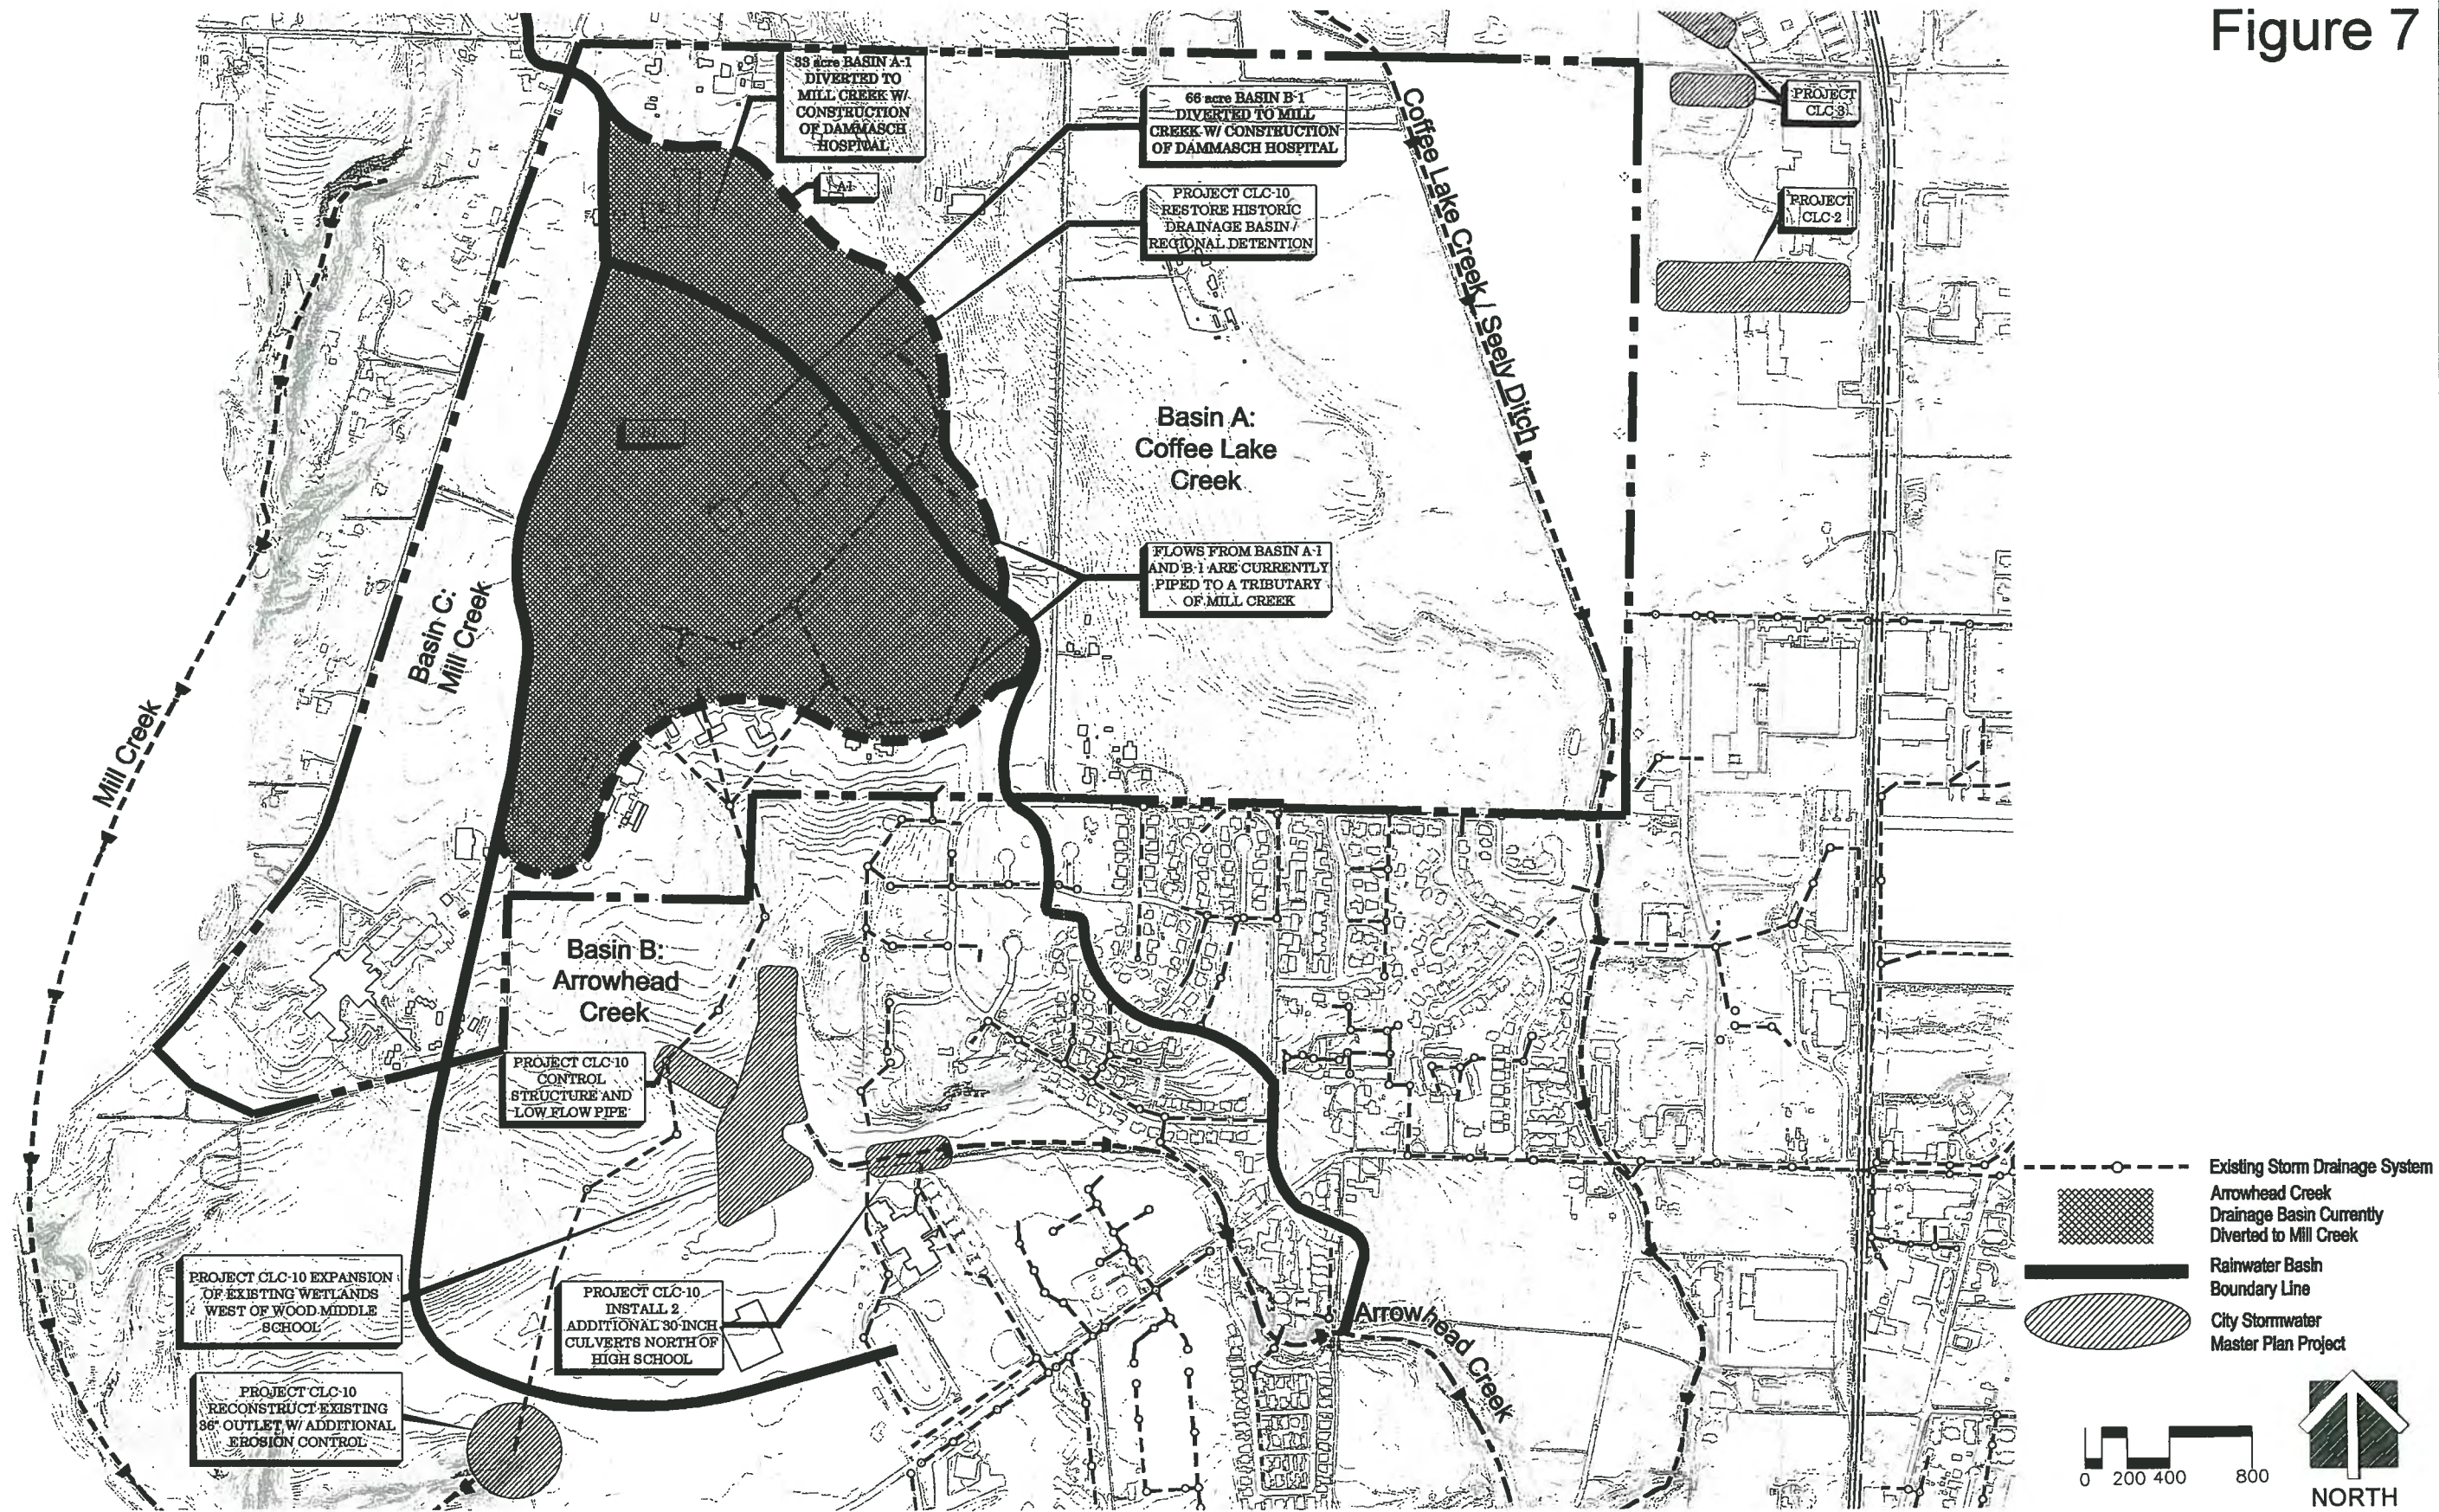 Figure 7
33 acre BASIN A-1
DIVERTED TO
MILL CREEK W/
CONSTRUCTION
OF DAMMASCH
HOSPITAL
66 acre BASIN B-1
DIVERTED TO MILL
CREEK W/ CONSTRUCTION
OF DAMMASCH HOSPITAL
PROJECT
CLC-3
A-1
PROJECT CLC-10
RESTORE HISTORIC
DRAINAGE BASIN /
REGIONAL DETENTION
PROJECT
CLC-2
Coffee Lake Creek / Seely Ditch
Basin A:
Coffee Lake
Creek
FLOWS FROM BASIN A-1
AND B-1 ARE CURRENTLY
PIPED TO A TRIBUTARY
OF MILL CREEK
Basin C:
Mill Creek
Mill Creek
Basin B:
Arrowhead
Creek
PROJECT CLC-10
CONTROL
STRUCTURE AND
LOW FLOW PIPE
PROJECT CLC-10 EXPANSION
OF EXISTING WETLANDS
WEST OF WOOD MIDDLE
SCHOOL
PROJECT CLC-10
INSTALL 2
ADDITIONAL 30-INCH
CULVERTS NORTH OF
HIGH SCHOOL
PROJECT CLC-10
RECONSTRUCT EXISTING
36" OUTLET W/ ADDITIONAL
EROSION CONTROL
Arrowhead Creek
Existing Storm Drainage System
Arrowhead Creek
Drainage Basin Currently
Diverted to Mill Creek
Rainwater Basin
Boundary Line
City Stormwater
Master Plan Project
0 200 400 800
NORTH